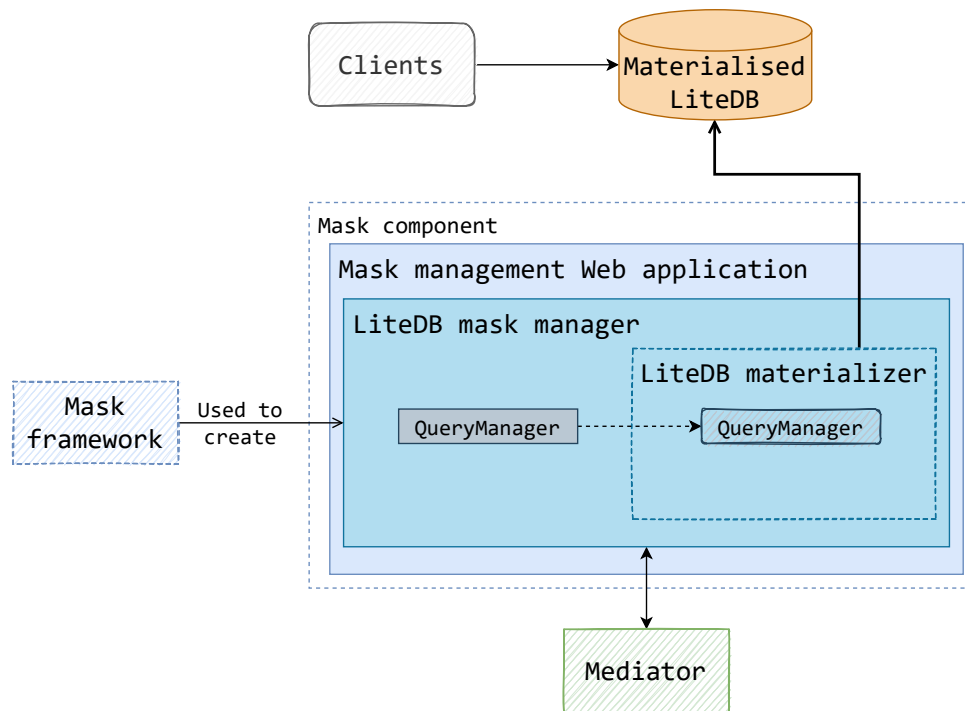 Clients
Materialised
LiteDB
Mask component
Mask management Web application
LiteDB mask manager
LiteDB materializer
Mask
framework
Used to
create
QueryManager
QueryManager
Mediator